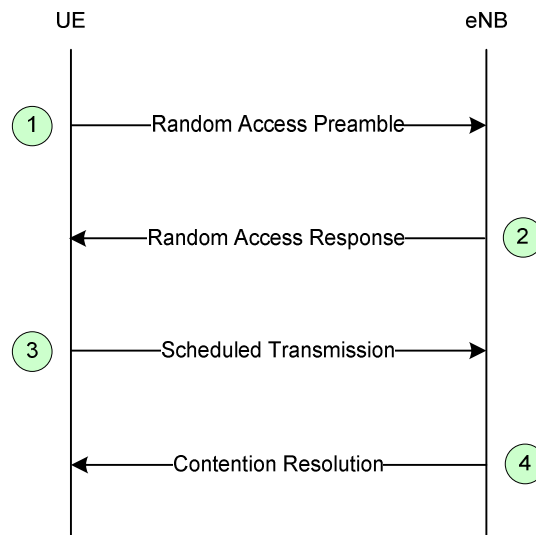 UE
eNB
1
Random Access Preamble
Random Access Response
2
3
Scheduled Transmission
Contention Resolution
4